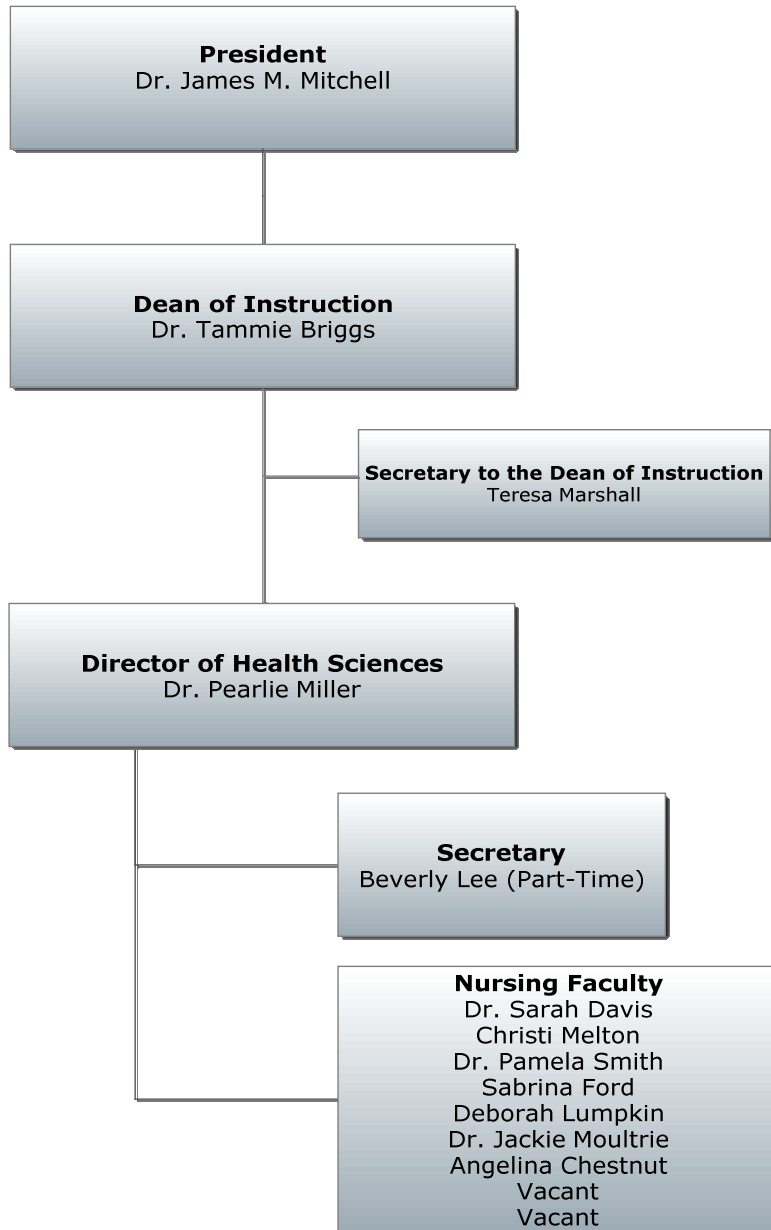 President
Dr. James M. Mitchell
Dean of Instruction
Dr. Tammie Briggs
Secretary to the Dean of Instruction
Teresa Marshall
Director of Health Sciences
Dr. Pearlie Miller
Secretary
Beverly Lee (Part-Time)
Nursing Faculty
Dr. Sarah Davis
Christi Melton
Dr. Pamela Smith
Sabrina Ford
Deborah Lumpkin
Dr. Jackie Moultrie
Angelina Chestnut
Vacant
Vacant